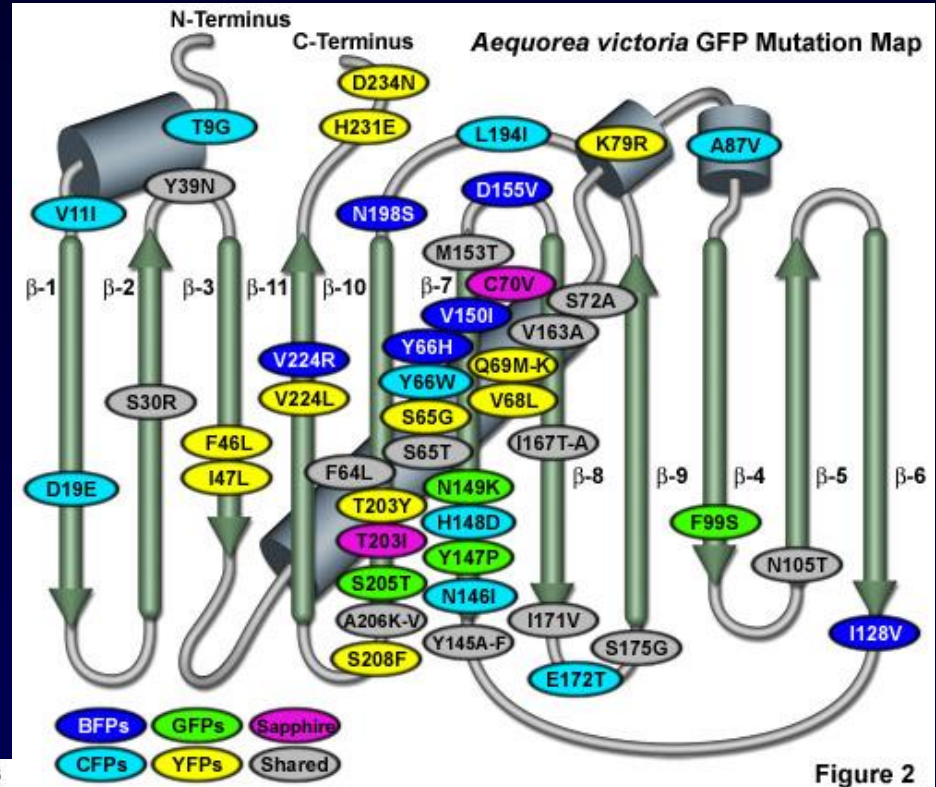 N-Terminus
C-Terminus
Aequorea victoria GFP Mutation Map
D234N
T9G
H231E
L194I
K79R
A87V
Y39N
D155V
V11I
N198S
M153T
β-1
β-2
β-3
β-11
β-10
β-7
C70V
S72A
V150I
V163A
Y66H
V224R
Q69M-K
Y66W
V224L
V68L
S30R
S65G
F46L
I167T-A
S65T
F64L
I47L
β-8
β-9
β-4
β-5
β-6
D19E
N149K
T203Y
H148D
F99S
T203I
Y147P
N105T
S205T
N146I
A206K-V
I171V
I128V
Y145A-F
S175G
S208F
E172T
BFPs
GFPs
Sapphire
CFPs
YFPs
Shared
Figure 2